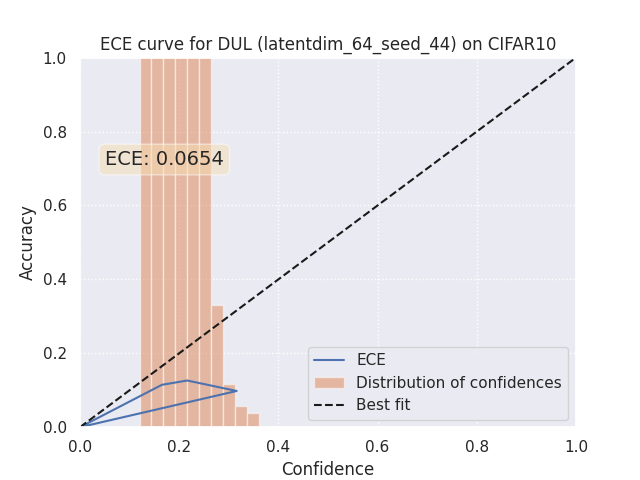 ECE curve for DUL (latentdim_64_seed_44) on CIFAR10
1.0
0.8
0.6
0.4
0.2
0.0
Accuracy
ECE: 0.0654
ECE
Distribution of confidences
Best fit
0.0 0.2 0.4 0.6 0.8 1.0
Confidence